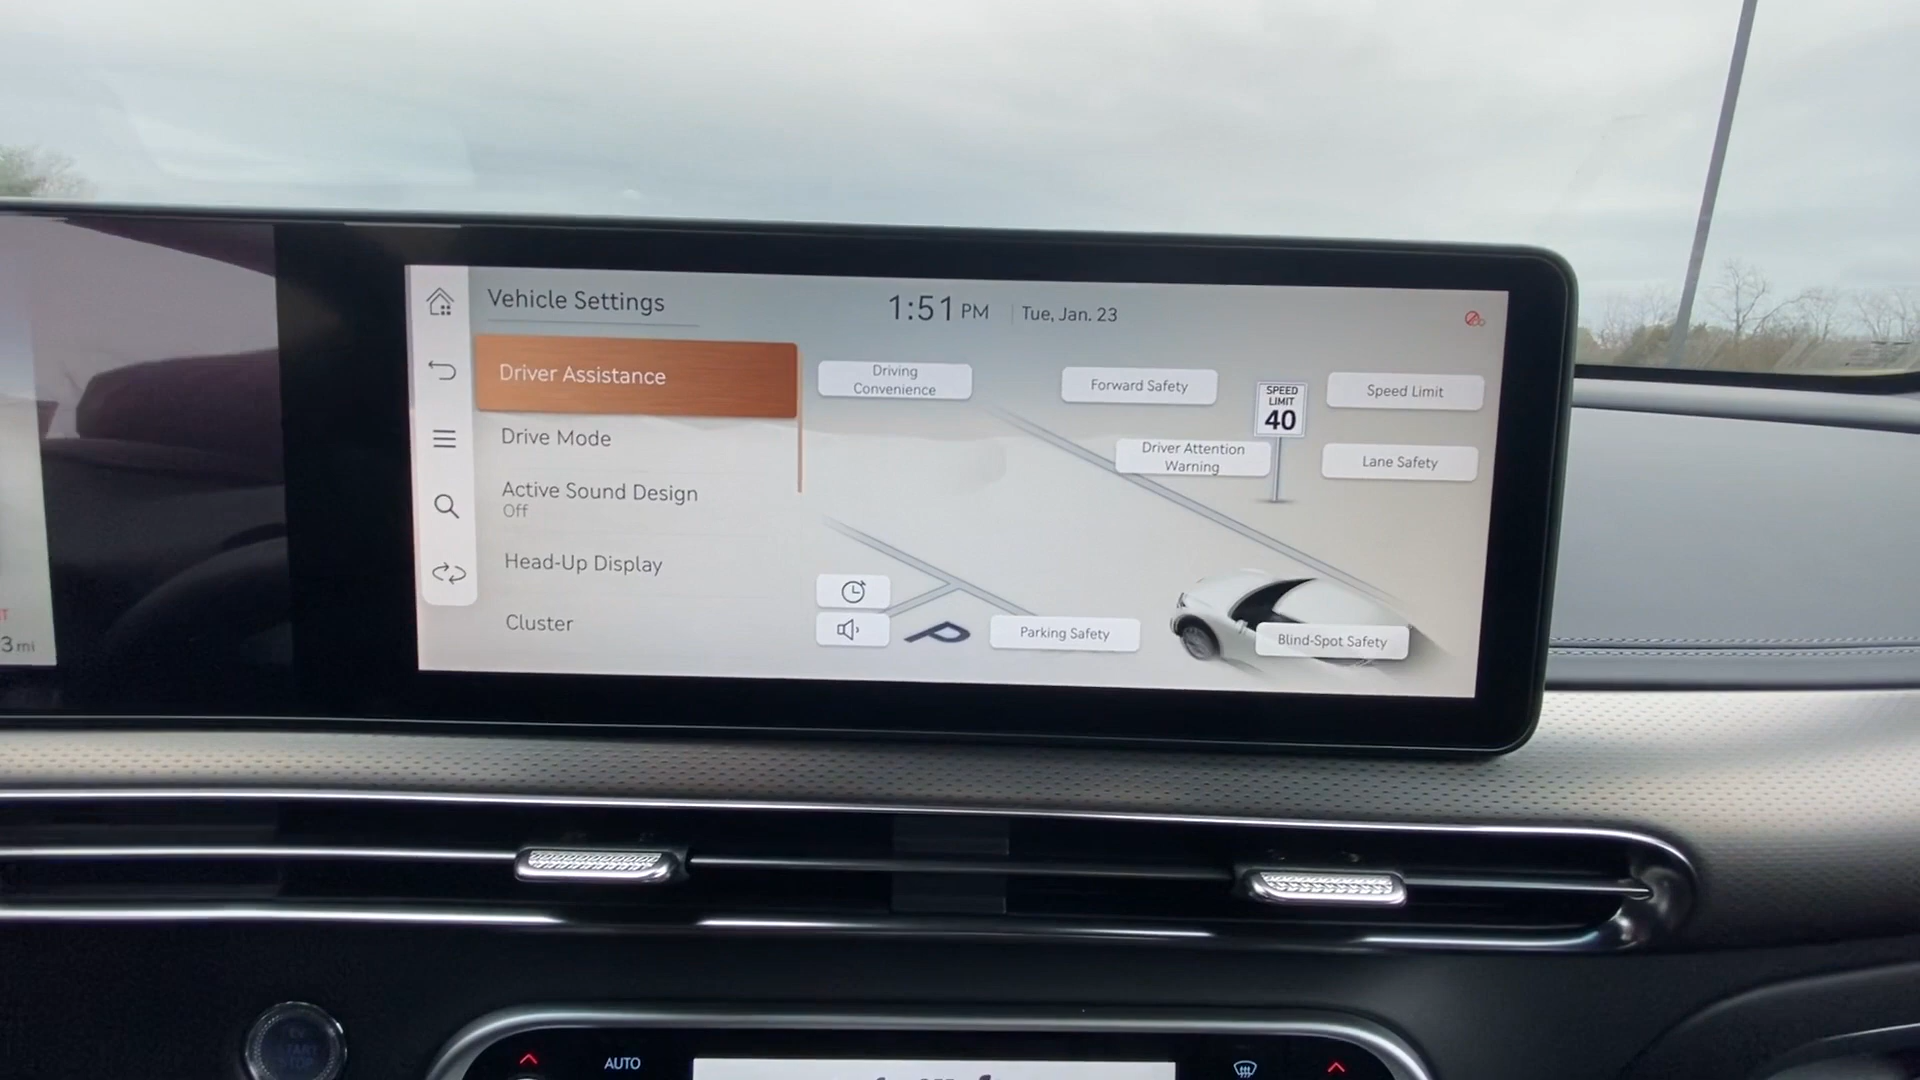 Vehicle Settings
1:51 PM
Tue, Jan. 23
Driver Assistance
Drive Mode
Active Sound Design
Off
Head-Up Display
Cluster
Driving
Convenience
Forward Safety
SPEED
LIMIT
40
Speed Limit
Driver Attention
Warning
Lane Safety
P
Parking Safety
Blind-Spot Safety
3 mi
START
STOP
AUTO